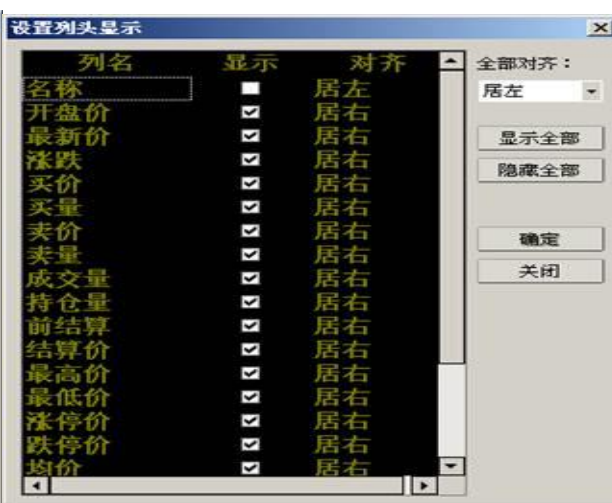 设置列头显示
列名 显示 对齐
名称 居左
开盘价 居右
最新价 居右
涨跌 居右
买价 居右
买量 居右
卖价 居右
卖量 居右
成交量 居右
持仓量 居右
前结算 居右
结算价 居右
最高价 居右
最低价 居右
涨停价 居右
跌停价 居右
均价 居右
全部对齐：
居左
显示全部
隐藏全部
确定
关闭